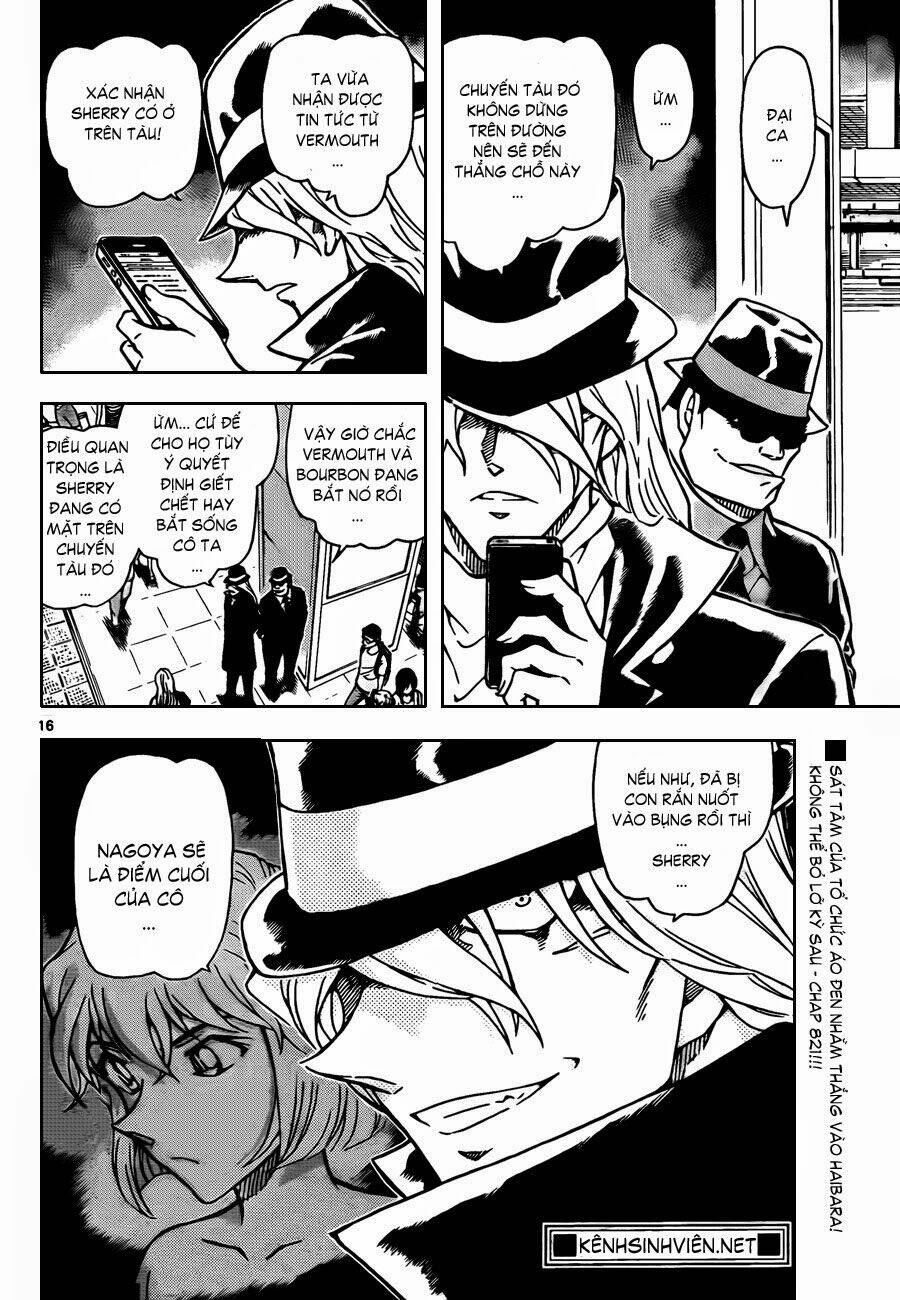 ĐẠI
CA
...
ỪM
...
CHUYẾN TÀU ĐÓ
KHÔNG DỪNG
TRÊN ĐƯỜNG
NÊN SẼ ĐẾN
THẲNG CHỖ NÀY
...
TA VỪA
NHẬN ĐƯỢC
TIN TỨC TỪ
VERMOUTH
...
XÁC NHẬN
SHERRY CÓ Ở
TRÊN TÀU!
VẬY GIỜ CHẮC
VERMOUTH VÀ
BOURBON ĐANG
BẮT NÓ RỒI
...
ỪM... CỨ ĐỂ
CHO HỌ TÙY
Ý QUYẾT
ĐỊNH GIẾT
CHẾT HAY
BẮT SỐNG
CÔ TA
...
ĐIỀU QUAN
TRỌNG LÀ
SHERRY
ĐANG CÓ
MẶT TRÊN
CHUYẾN
TÀU ĐÓ
...
16
NẾU NHƯ, ĐÃ BỊ
CON RẮN NUỐT
VÀO BỤNG RỒI THÌ
...
SHERRY
...
NAGOYA SẼ
LÀ ĐIỂM CUỐI
CỦA CÔ
...
SÁT TÂM CỦA TỔ CHỨC ÁO ĐEN NHẰM THẲNG VÀO HAIBARA!
KHÔNG THỂ BỎ LỠ KỲ SAU - CHAP 821!!!
KÊNHSINHVIÊN.NET